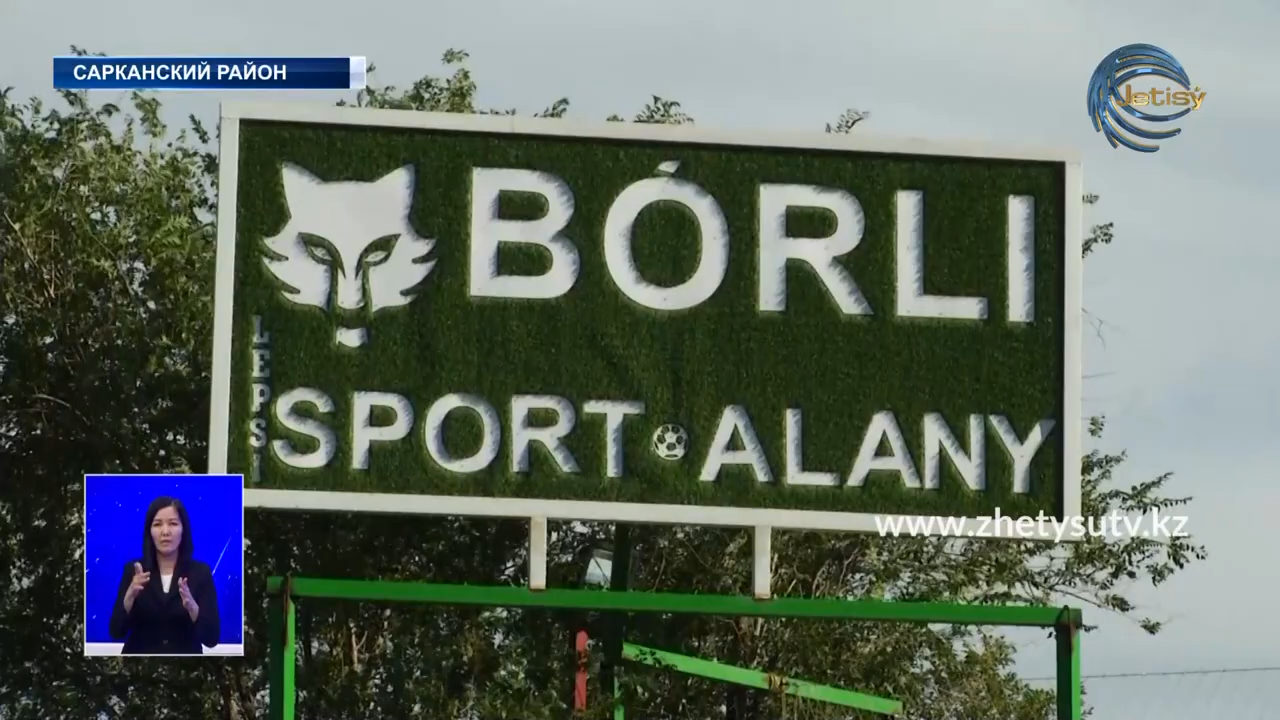 САРКАНСКИЙ РАЙОН
Jetisý
BÓRLI
LEPSI
SPORT ALANY
www.zhetysutv.kz